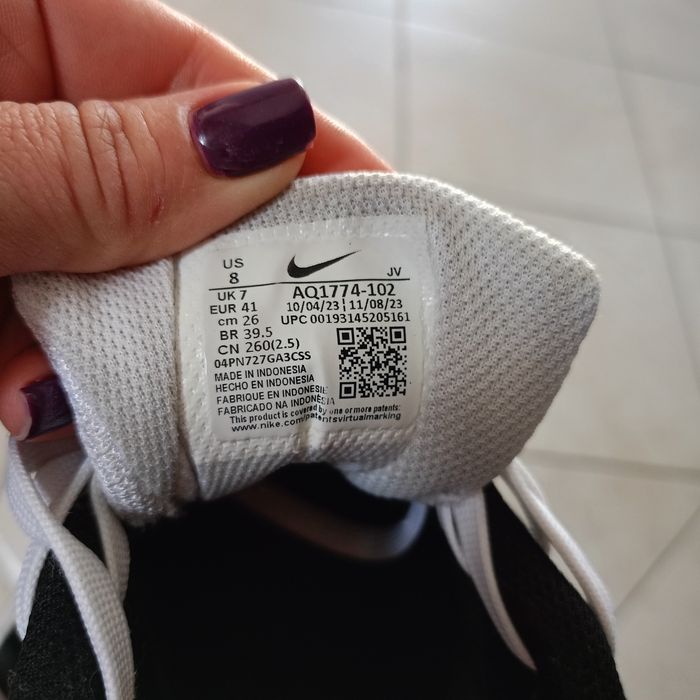 US
8
JV
UK 7
AQ1774-102
EUR 41
10/04/23 11/08/23
cm 26
UPC 00193145205161
BR 39.5
CN 260(2.5)
04PN727GA3CSS
MADE IN INDONESIA
HECHO EN INDONESIA
FABRIQUE EN INDONESIE
FABRICADO NA INDONÉSIA
This product is covered by one or more patents:
www.nike.com/patentsvirtualmarking